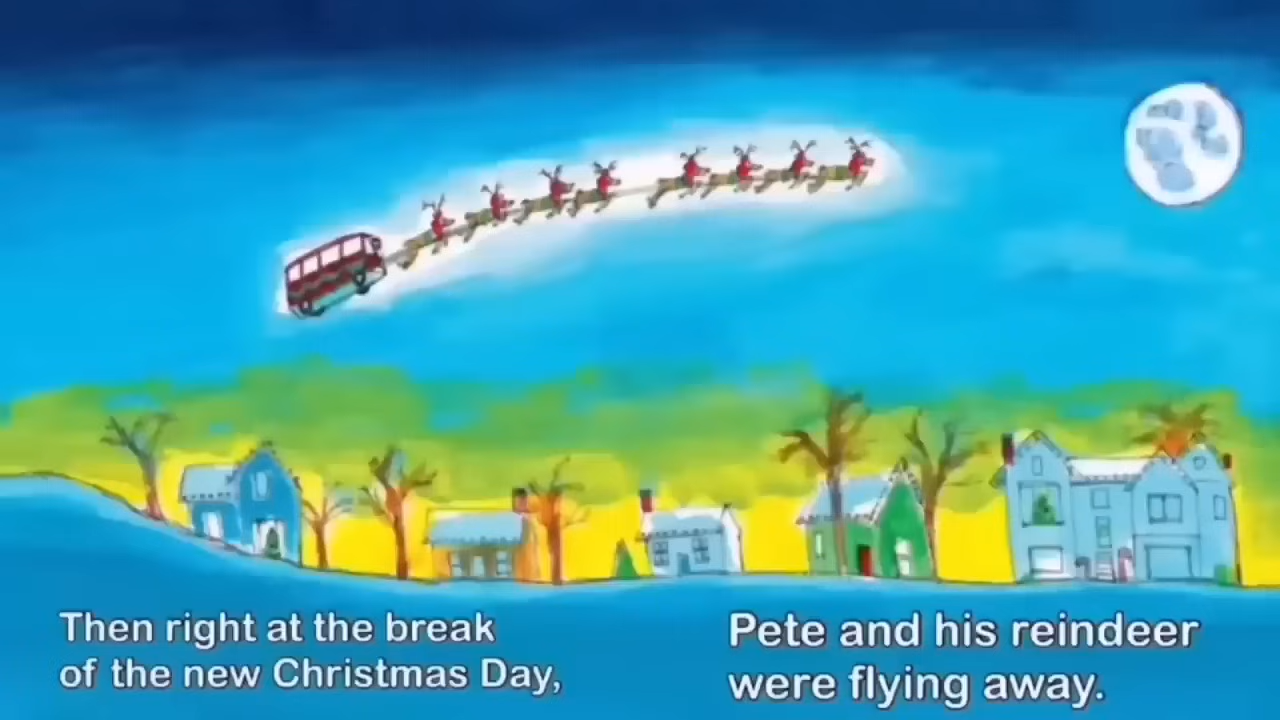 Then right at the break
of the new Christmas Day,
Pete and his reindeer
were flying away.